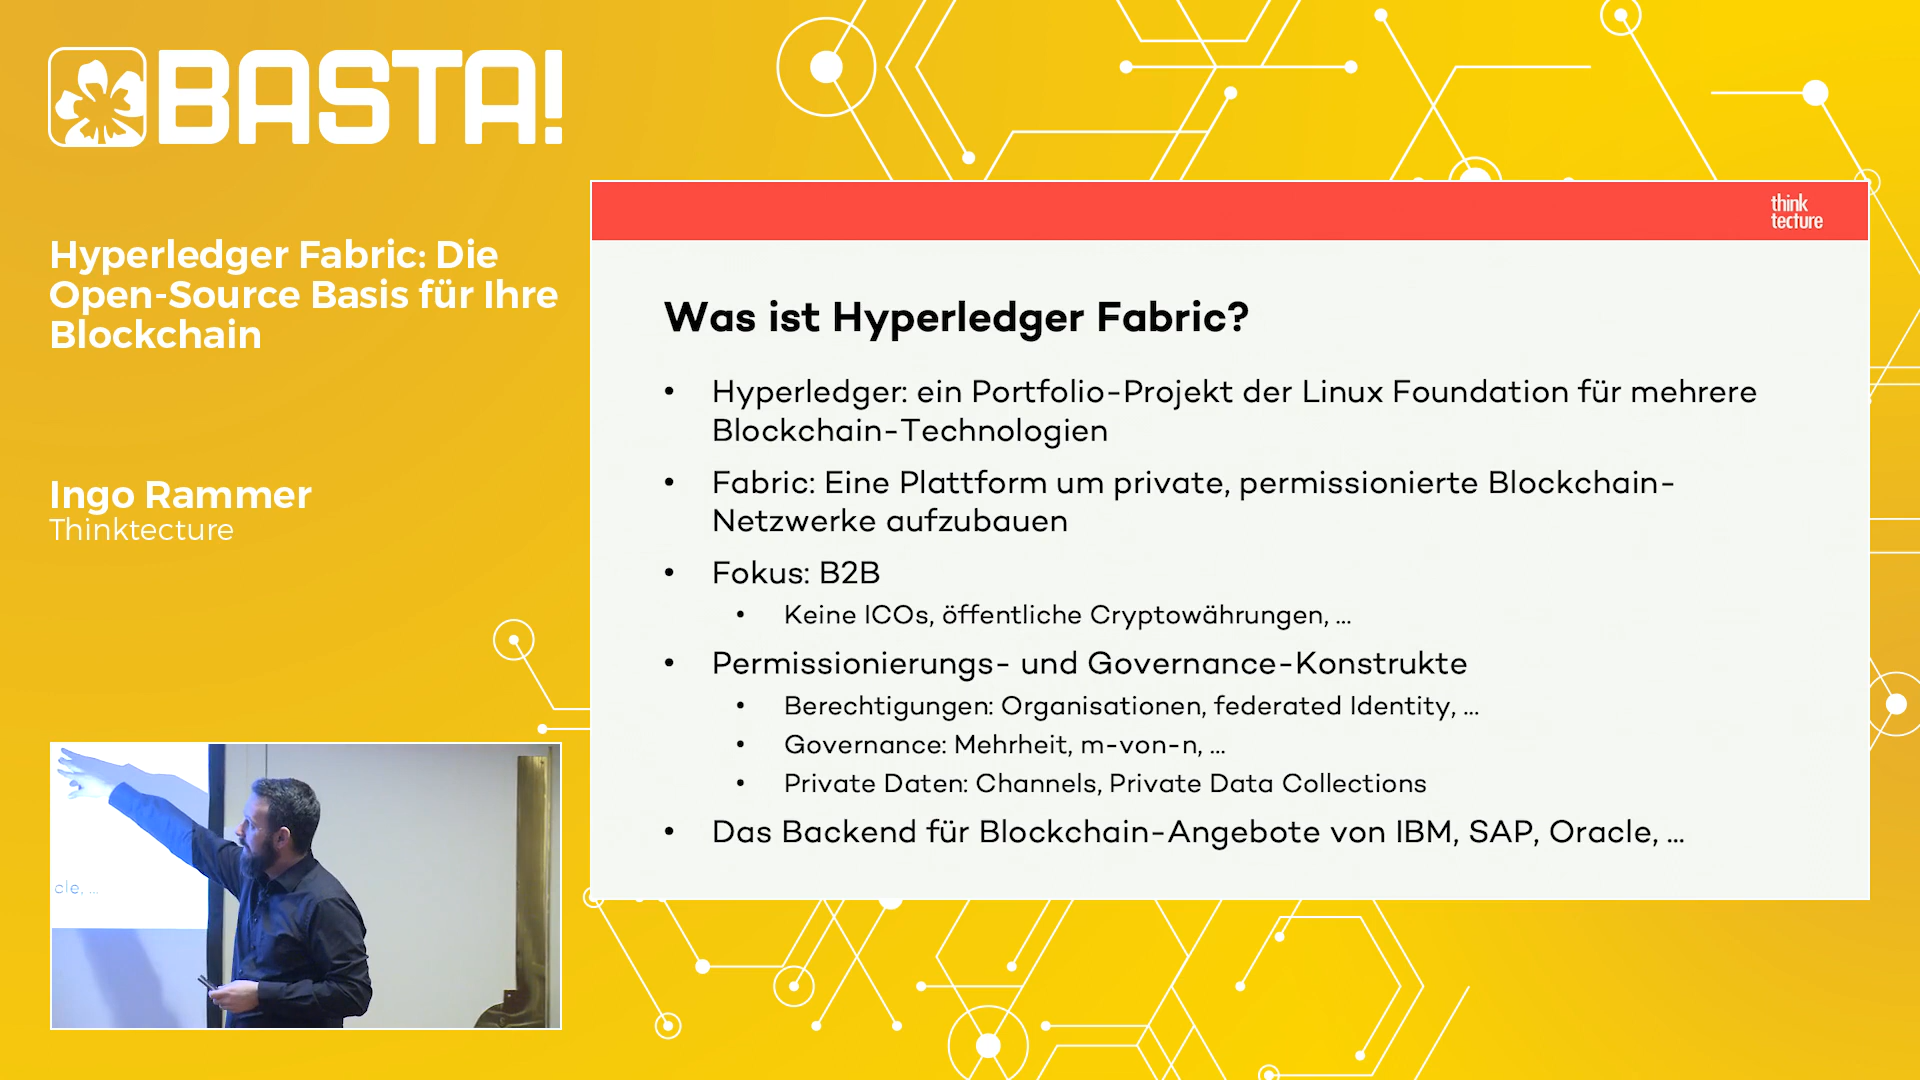 BASTA!
Hyperledger Fabric: Die
Open-Source Basis für Ihre
Blockchain
Ingo Rammer
Thinktecture
cle, ...
think
tecture
Was ist Hyperledger Fabric?
• Hyperledger: ein Portfolio-Projekt der Linux Foundation für mehrere
Blockchain-Technologien
• Fabric: Eine Plattform um private, permissionierte Blockchain-
Netzwerke aufzubauen
• Fokus: B2B
• Keine ICOs, öffentliche Cryptowährungen, ...
• Permissionierungs- und Governance-Konstrukte
• Berechtigungen: Organisationen, federated Identity, ...
• Governance: Mehrheit, m-von-n, ...
• Private Daten: Channels, Private Data Collections
• Das Backend für Blockchain-Angebote von IBM, SAP, Oracle, ...